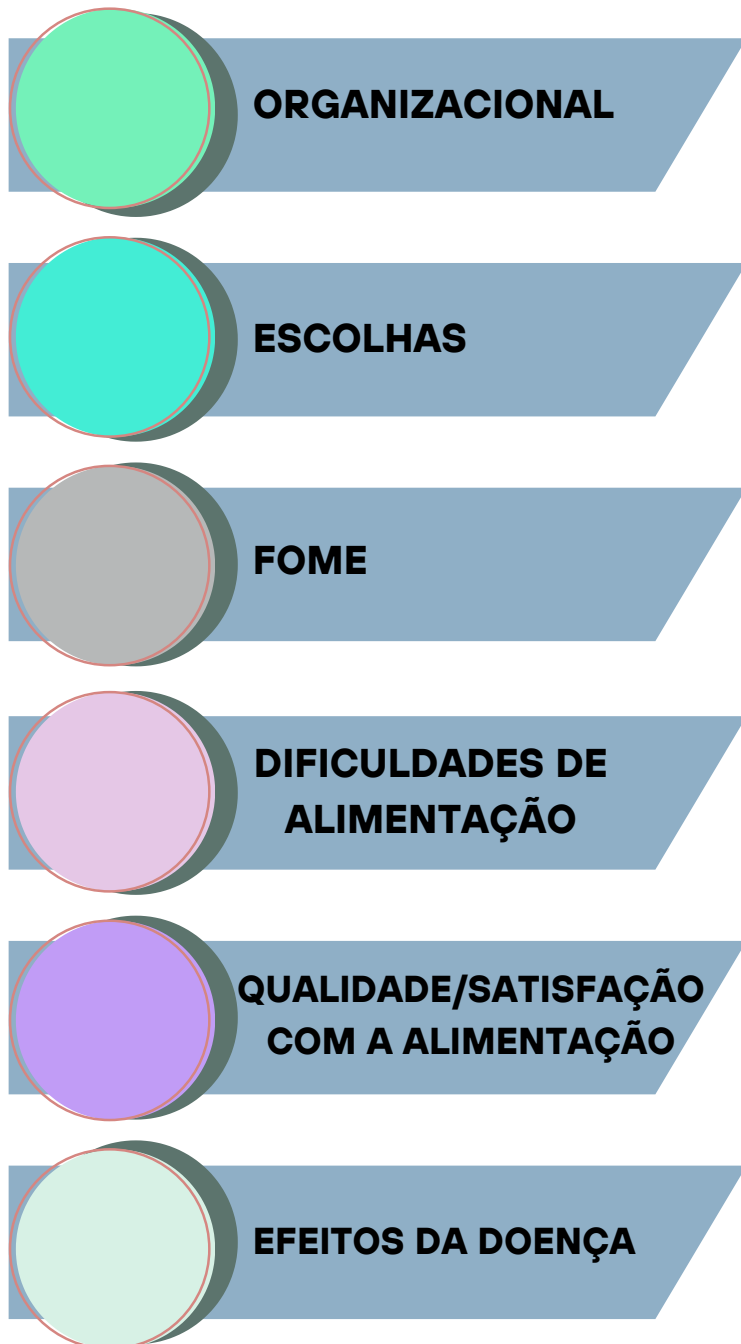 ORGANIZACIONAL
ESCOLHAS
FOME
DIFICULDADES DE
ALIMENTAÇÃO
QUALIDADE/SATISFAÇÃO
COM A ALIMENTAÇÃO
EFEITOS DA DOENÇA